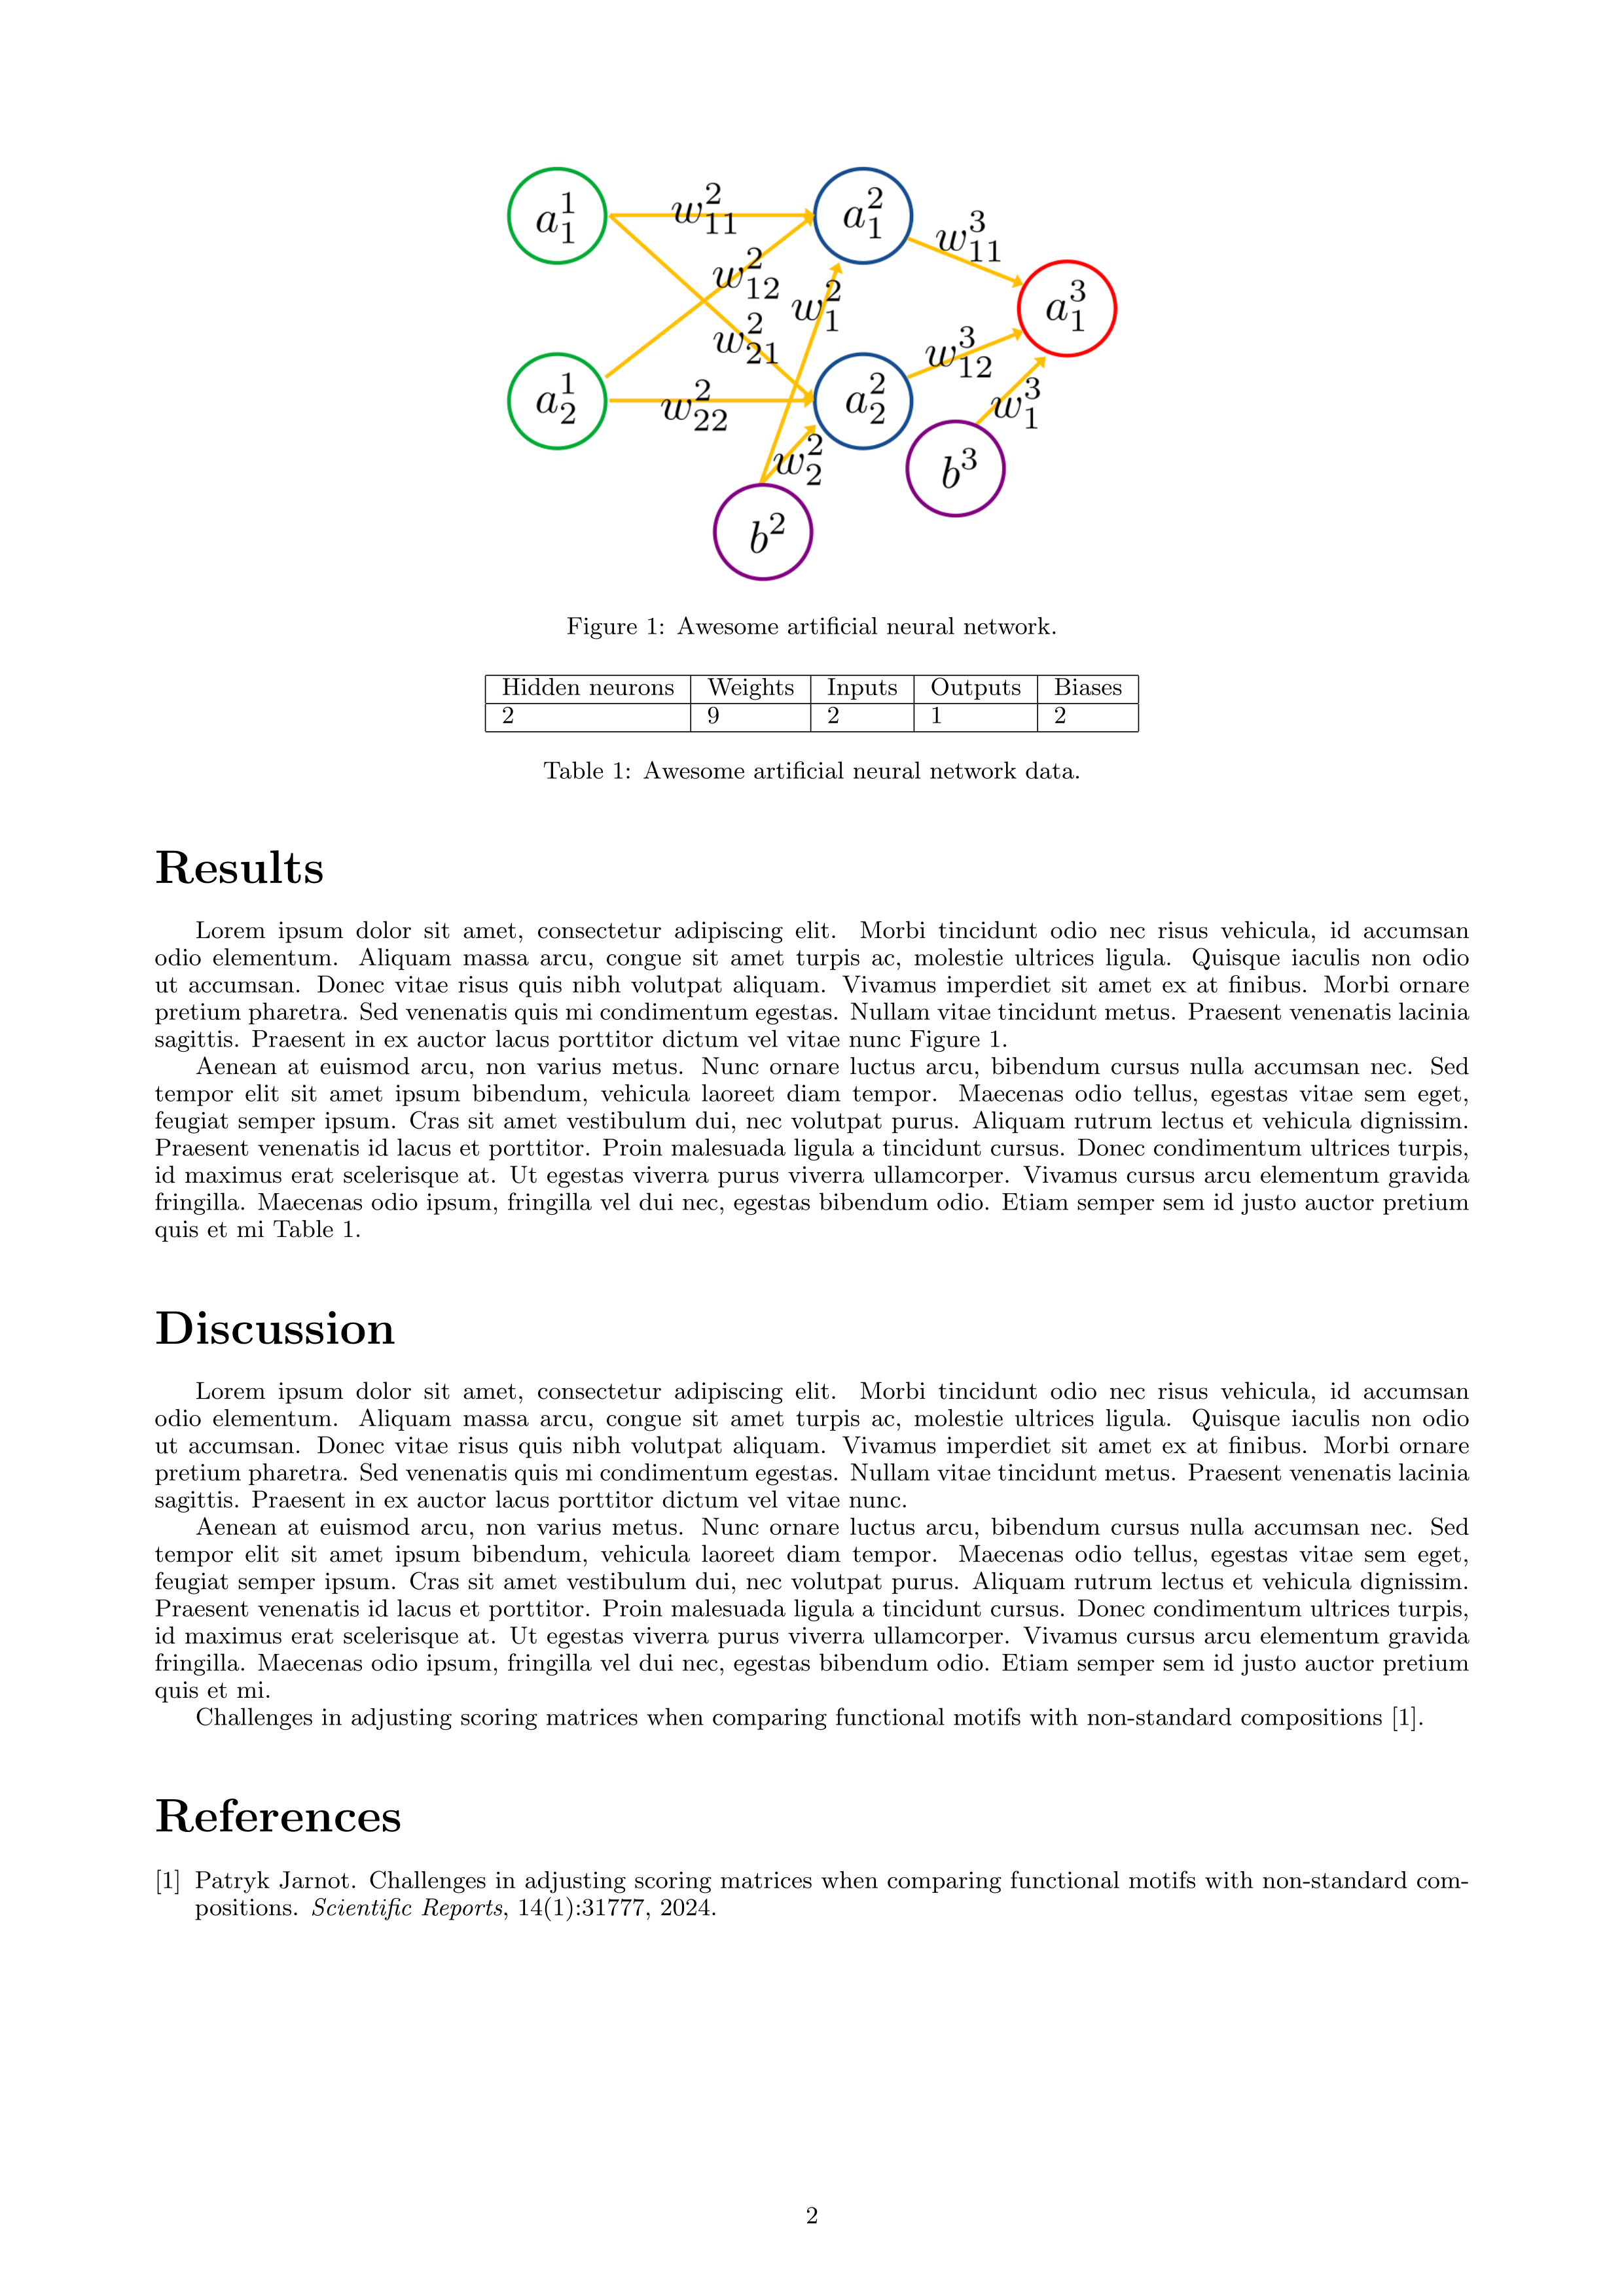 a_1^1 w_{11}^2 a_1^2 w_{11}^3
w_{12}^2 w_1^2 a_1^3
w_{21}^2 w_{12}^3
a_2^1 w_{22}^2 a_2^2 w_1^3
w_2^2 b^3
b^2
Figure 1: Awesome artificial neural network.
Hidden neurons Weights Inputs Outputs Biases
2 9 2 1 2
Table 1: Awesome artificial neural network data.
Results
Lorem ipsum dolor sit amet, consectetur adipiscing elit. Morbi tincidunt odio nec risus vehicula, id accumsan
odio elementum. Aliquam massa arcu, congue sit amet turpis ac, molestie ultrices ligula. Quisque iaculis non odio
ut accumsan. Donec vitae risus quis nibh volutpat aliquam. Vivamus imperdiet sit amet ex at finibus. Morbi ornare
pretium pharetra. Sed venenatis quis mi condimentum egestas. Nullam vitae tincidunt metus. Praesent venenatis lacinia
sagittis. Praesent in ex auctor lacus porttitor dictum vel vitae nunc Figure 1.
Aenean at euismod arcu, non varius metus. Nunc ornare luctus arcu, bibendum cursus nulla accumsan nec. Sed
tempor elit sit amet ipsum bibendum, vehicula laoreet diam tempor. Maecenas odio tellus, egestas vitae sem eget,
feugiat semper ipsum. Cras sit amet vestibulum dui, nec volutpat purus. Aliquam rutrum lectus et vehicula dignissim.
Praesent venenatis id lacus et porttitor. Proin malesuada ligula a tincidunt cursus. Donec condimentum ultrices turpis,
id maximus erat scelerisque at. Ut egestas viverra purus viverra ullamcorper. Vivamus cursus arcu elementum gravida
fringilla. Maecenas odio ipsum, fringilla vel dui nec, egestas bibendum odio. Etiam semper sem id justo auctor pretium
quis et mi Table 1.
Discussion
Lorem ipsum dolor sit amet, consectetur adipiscing elit. Morbi tincidunt odio nec risus vehicula, id accumsan
odio elementum. Aliquam massa arcu, congue sit amet turpis ac, molestie ultrices ligula. Quisque iaculis non odio
ut accumsan. Donec vitae risus quis nibh volutpat aliquam. Vivamus imperdiet sit amet ex at finibus. Morbi ornare
pretium pharetra. Sed venenatis quis mi condimentum egestas. Nullam vitae tincidunt metus. Praesent venenatis lacinia
sagittis. Praesent in ex auctor lacus porttitor dictum vel vitae nunc.
Aenean at euismod arcu, non varius metus. Nunc ornare luctus arcu, bibendum cursus nulla accumsan nec. Sed
tempor elit sit amet ipsum bibendum, vehicula laoreet diam tempor. Maecenas odio tellus, egestas vitae sem eget,
feugiat semper ipsum. Cras sit amet vestibulum dui, nec volutpat purus. Aliquam rutrum lectus et vehicula dignissim.
Praesent venenatis id lacus et porttitor. Proin malesuada ligula a tincidunt cursus. Donec condimentum ultrices turpis,
id maximus erat scelerisque at. Ut egestas viverra purus viverra ullamcorper. Vivamus cursus arcu elementum gravida
fringilla. Maecenas odio ipsum, fringilla vel dui nec, egestas bibendum odio. Etiam semper sem id justo auctor pretium
quis et mi.
Challenges in adjusting scoring matrices when comparing functional motifs with non-standard compositions [1].
References
[1] Patryk Jarnot. Challenges in adjusting scoring matrices when comparing functional motifs with non-standard com-
positions. Scientific Reports, 14(1):31777, 2024.
2